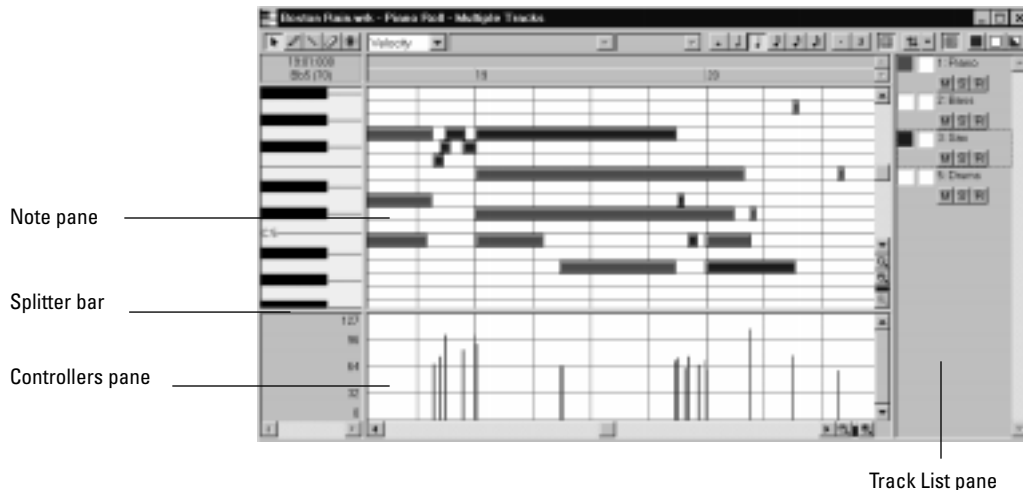 Boston Rain.wrk - Piano Roll - Multiple Tracks
Velocity
19:01:000
Bb5 (70)
19
20
1: Piano
M S R
2: Bass
M S R
3: Sax
M S R
5: Drums
M S R
C5
Note pane
Splitter bar
127
96
64
32
0
Controllers pane
Track List pane